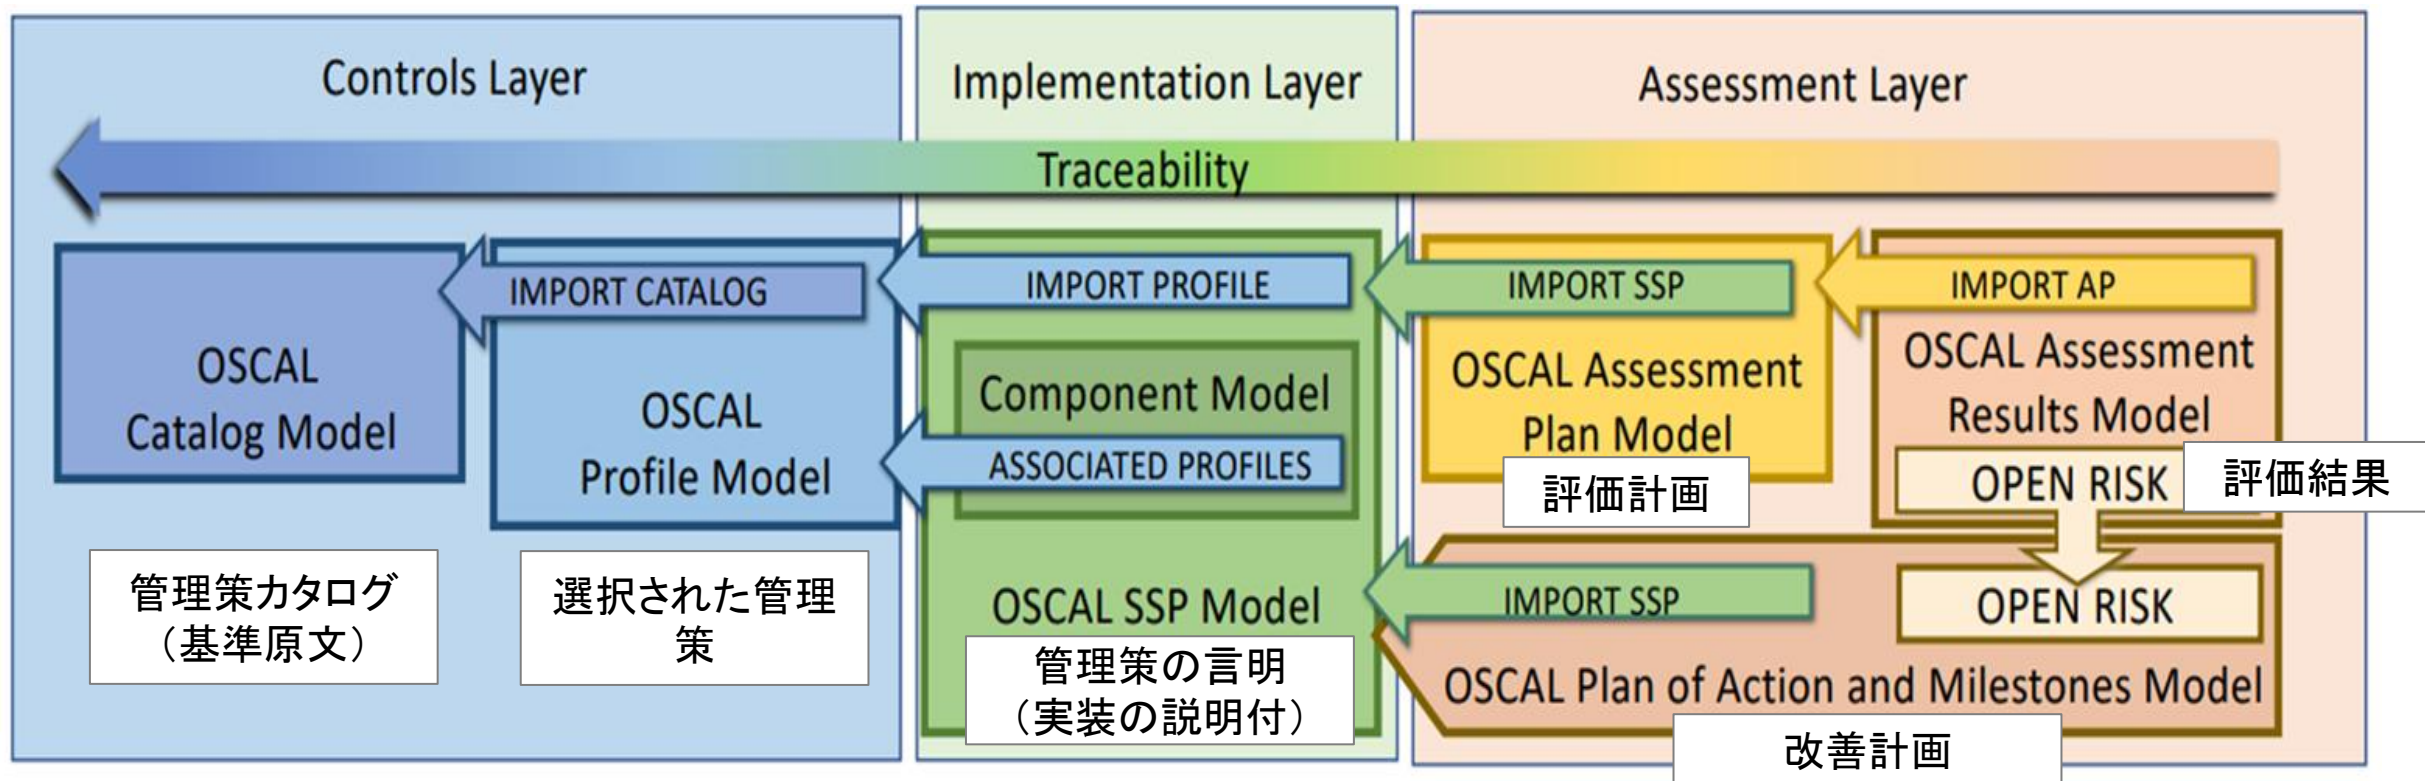 Controls Layer
Implementation Layer
Assessment Layer
Traceability
IMPORT CATALOG
OSCAL
Catalog Model
管理策カタログ
（基準原文）
OSCAL
Profile Model
選択された管理
策
IMPORT PROFILE
Component Model
ASSOCIATED PROFILES
OSCAL SSP Model
管理策の言明
（実装の説明付）
IMPORT SSP
OSCAL Assessment
Plan Model
評価計画
IMPORT AP
OSCAL Assessment
Results Model
OPEN RISK
評価結果
IMPORT SSP
OPEN RISK
OSCAL Plan of Action and Milestones Model
改善計画